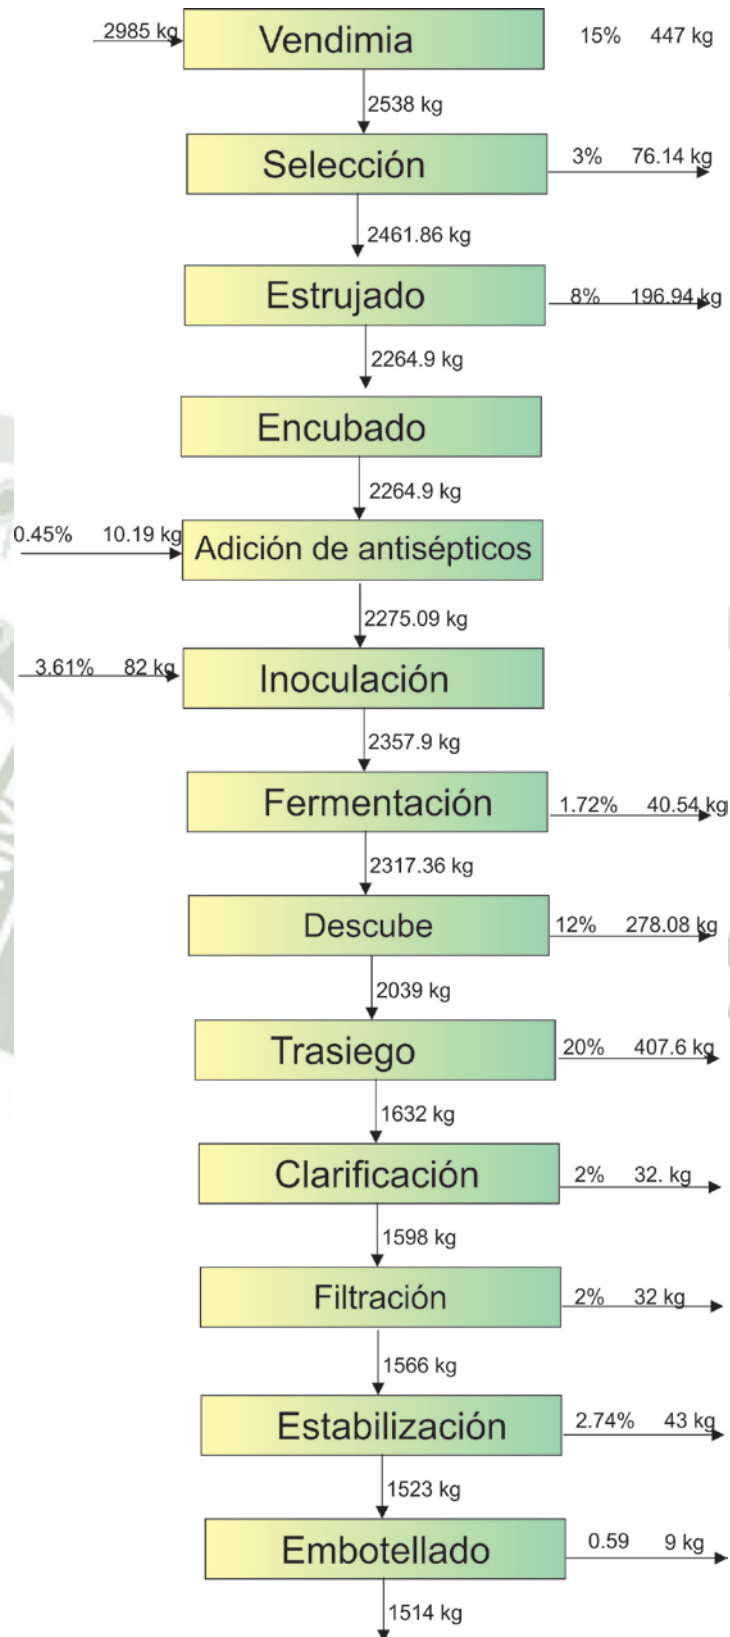 2985 kg
Vendimia
15% 447 kg
2538 kg
Selección
3% 76.14 kg
2461.86 kg
Estrujado
8% 196.94 kg
2264.9 kg
Encubado
2264.9 kg
0.45% 10.19 kg
Adición de antisépticos
2275.09 kg
3.61% 82 kg
Inoculación
2357.9 kg
Fermentación
1.72% 40.54 kg
2317.36 kg
Descube
12% 278.08 kg
2039 kg
Trasiego
20% 407.6 kg
1632 kg
Clarificación
2% 32. kg
1598 kg
Filtración
2% 32 kg
1566 kg
Estabilización
2.74% 43 kg
1523 kg
Embotellado
0.59 9 kg
1514 kg